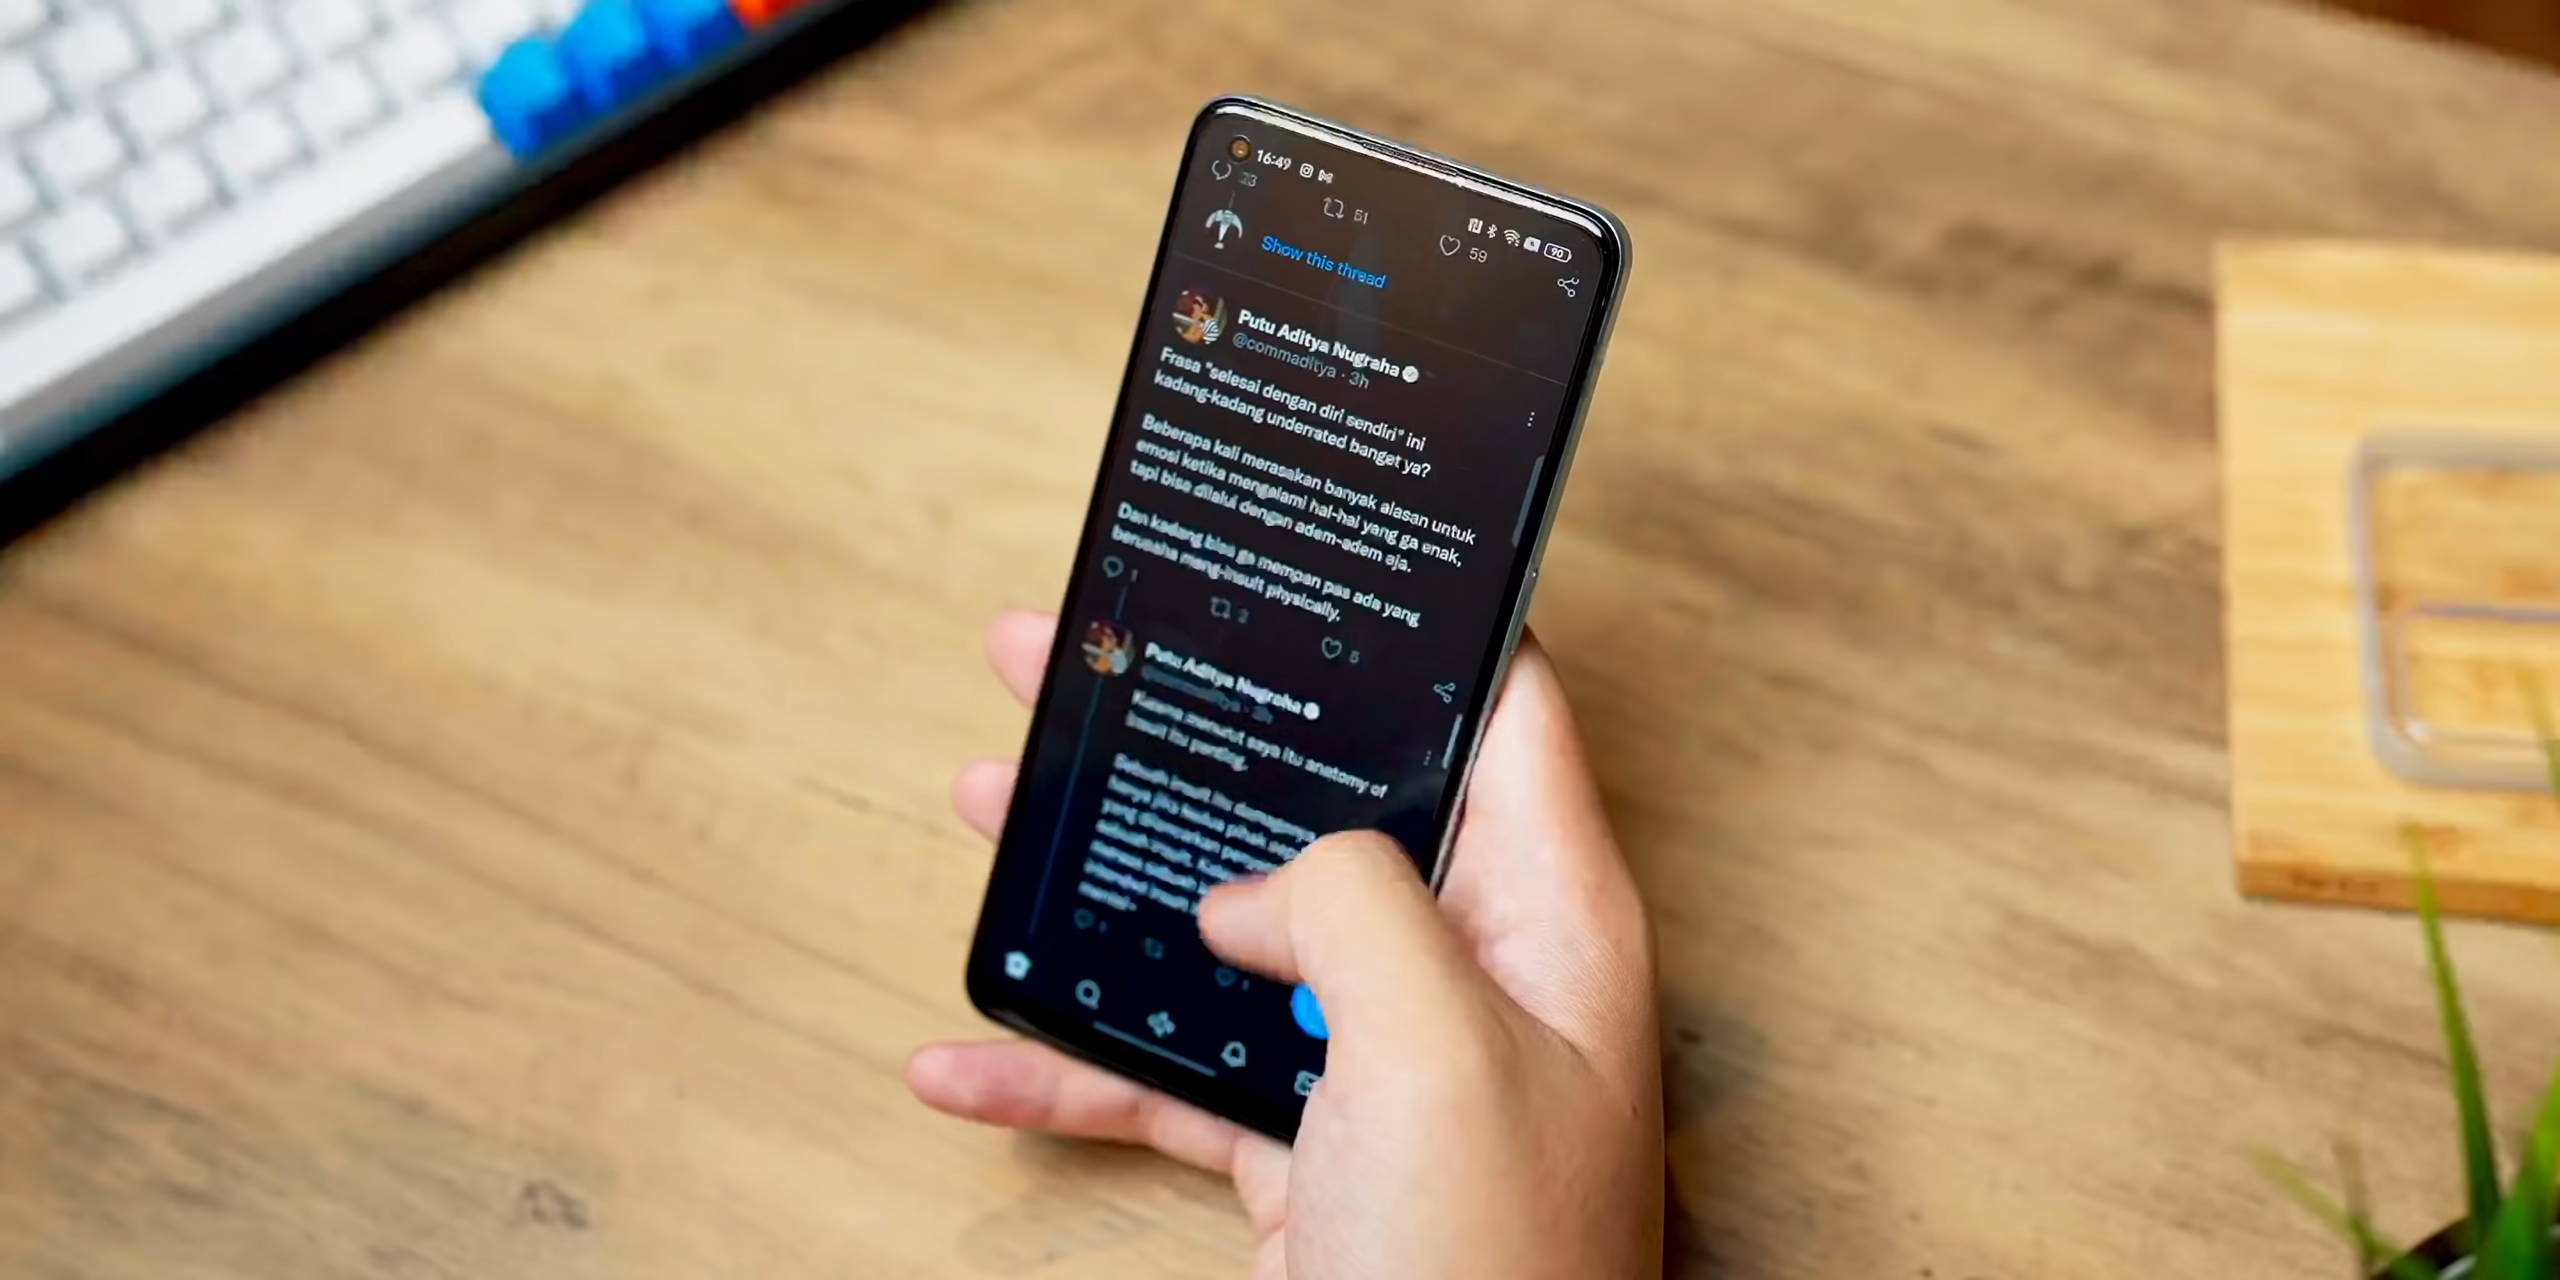 16:49
23
51
59
90
Show this thread
Putu Aditya Nugraha
@commaditya · 3h
Frasa "selesai dengan diri sendiri" ini
kadang-kadang underrated banget ya?
Beberapa kali merasakan banyak alasan untuk
emosi ketika mengalami hal-hal yang ga enak,
tapi bisa dilalui dengan adem-adem aja.
Dan kadang bisa ga mempan pas ada yang
berusaha meng-insult physically.
1
2
5
Putu Aditya Nugraha
Karena menurut saya itu anatomy of
insult itu penting.
Sebuah insult itu